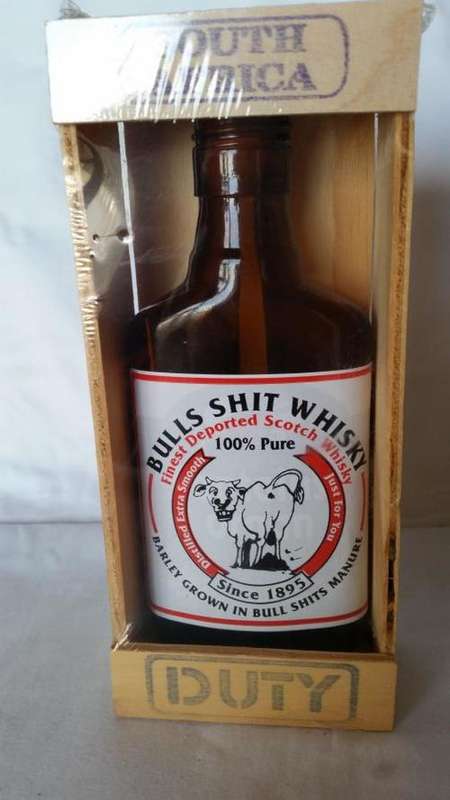 SOUTH
AFRICA
BULLS SHIT WHISKY
Finest Deported Scotch Whisky
100% Pure
Distilled Extra Smooth
Just For You
Since 1895
BARLEY GROWN IN BULL SHITS MANURE
DUTY